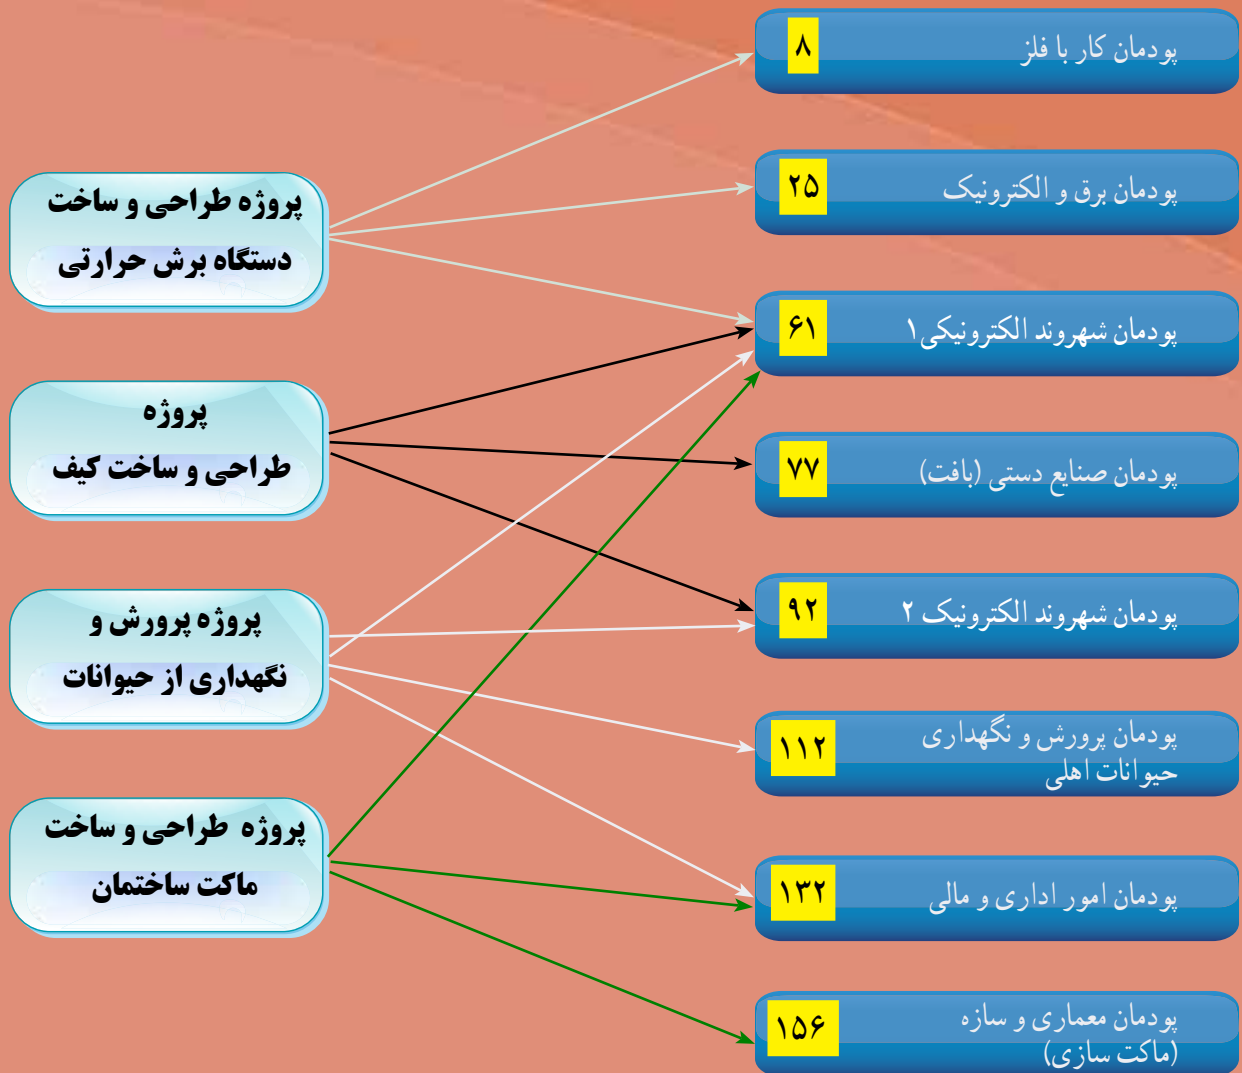 پودمان کار با فلز ۸
پودمان برق و الکترونیک ۲۵
پودمان شهروند الکترونیکی۱ ۶۱
پودمان صنایع دستی (بافت) ۷۷
پودمان شهروند الکترونیک ۲ ۹۲
پودمان پرورش و نگهداری
حیوانات اهلی ۱۱۲
پودمان امور اداری و مالی ۱۳۲
پودمان معماری و سازه
(ماکت سازی) ۱۵۶
پروژه طراحی و ساخت
دستگاه برش حرارتی
پروژه
طراحی و ساخت کیف
پروژه پرورش و
نگهداری از حیوانات
پروژه طراحی و ساخت
ماکت ساختمان